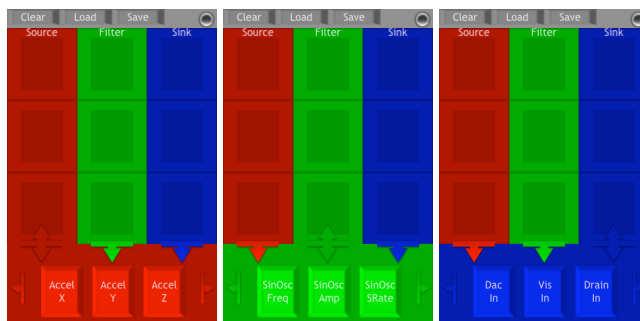 Clear Load Save
Source Filter Sink
Accel X
Accel Y
Accel Z
Clear Load Save
Source Filter Sink
SinOsc Freq
SinOsc Amp
SinOsc SRate
Clear Load Save
Source Filter Sink
Dac In
Vis In
Drain In